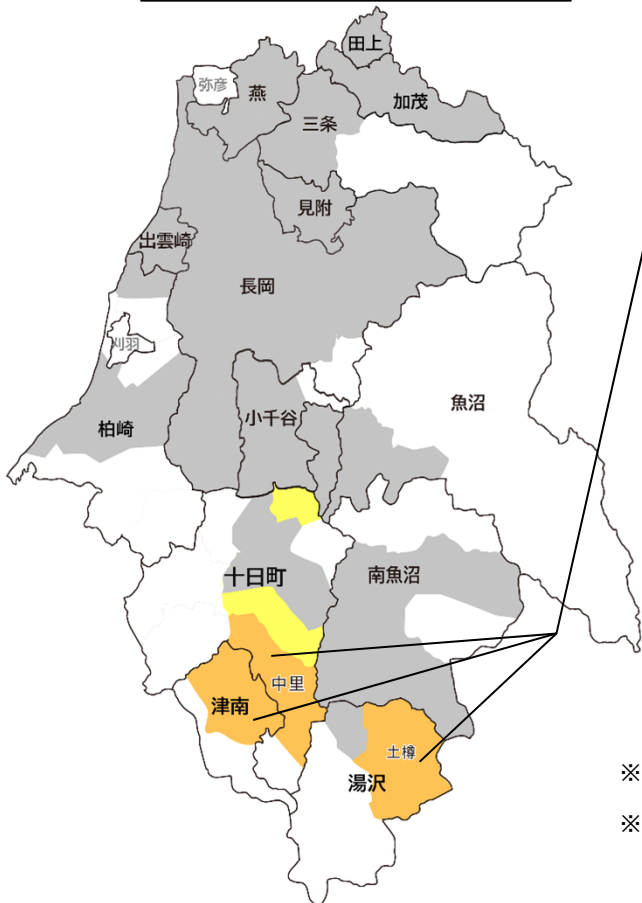 田上
弥彦
燕
加茂
三条
見附
出雲崎
長岡
刈羽
魚沼
小千谷
柏崎
十日町
南魚沼
中里
津南
土樽
湯沢
※
※